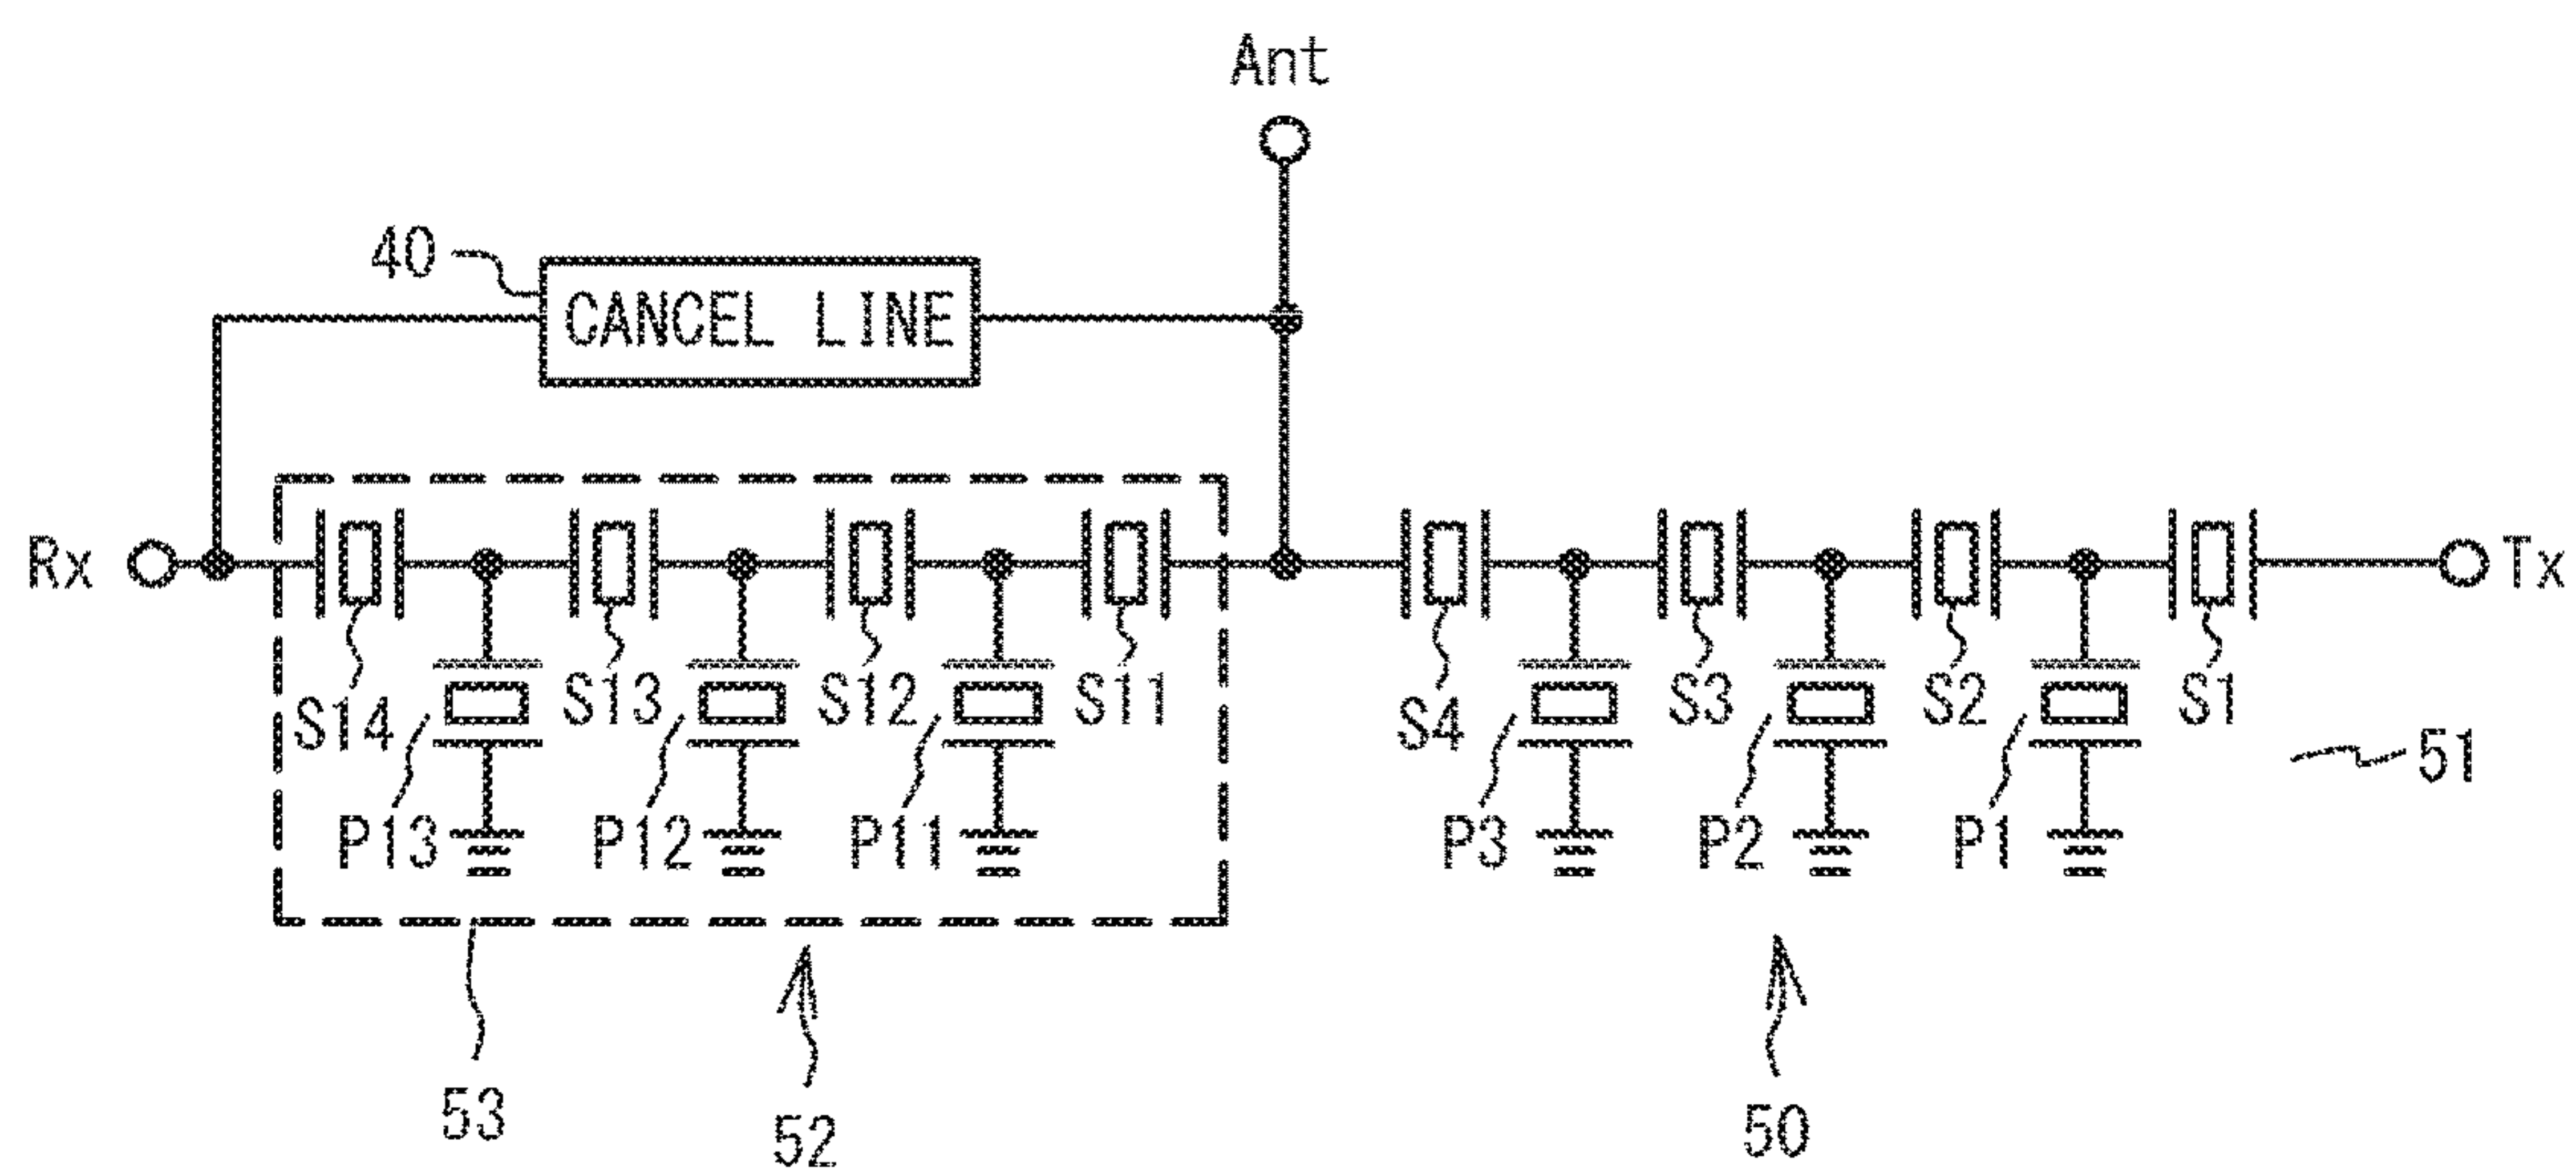 Ant
40
CANCEL LINE
Rx
Tx
S14
S13
S12
S11
S4
S3
S2
S1
51
P13
P12
P11
P3
P2
P1
53
52
50